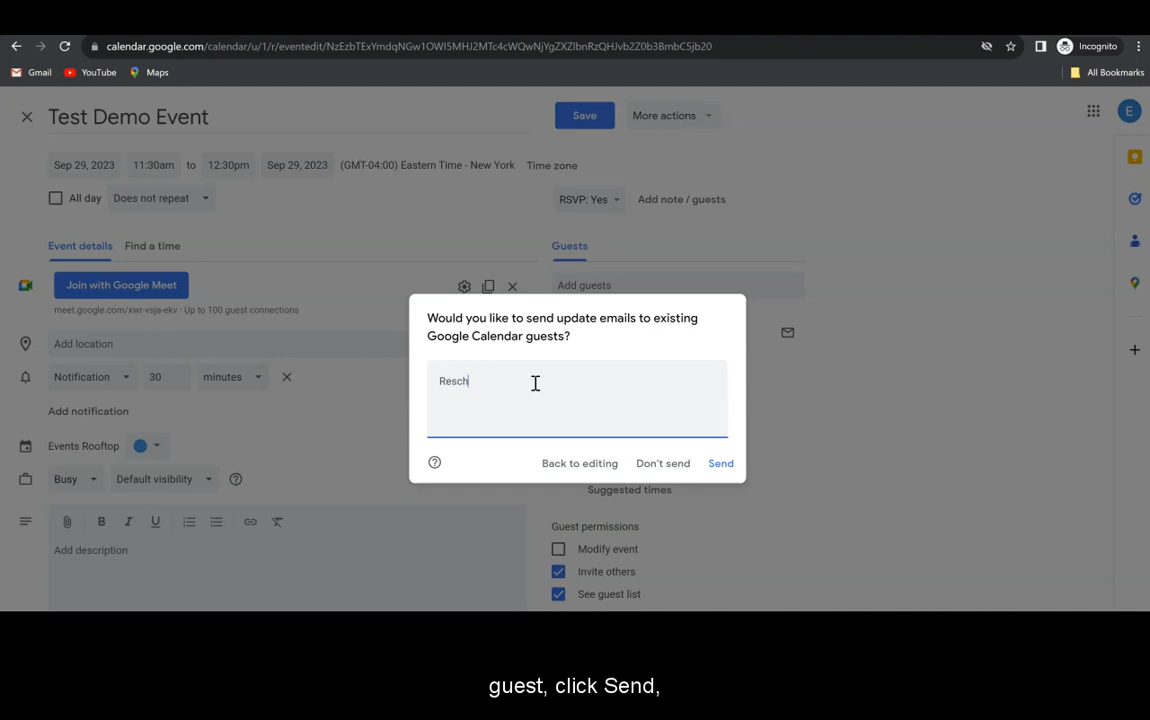 calendar.google.com/calendar/u/1/r/eventedit/NzEzbTExYmdqNGw1OWI5MHJ2MTc4cWQwNjYgZXZlbnRzQHJvb2Z0b3BmbC5jb20
Incognito
Gmail
YouTube
Maps
All Bookmarks
Test Demo Event
Save
More actions
E
Sep 29, 2023
11:30am
to
12:30pm
Sep 29, 2023
(GMT-04:00) Eastern Time - New York
Time zone
All day
Does not repeat
RSVP: Yes
Add note / guests
Event details
Find a time
Guests
Join with Google Meet
Add guests
meet.google.com/xwr-vsja-ekv · Up to 100 guest connections
Add location
Would you like to send update emails to existing
Google Calendar guests?
Resch
Back to editing
Don't send
Send
Notification
30
minutes
Add notification
Events Rooftop
Busy
Default visibility
Suggested times
B
I
U
Add description
Guest permissions
Modify event
Invite others
See guest list
guest, click Send,